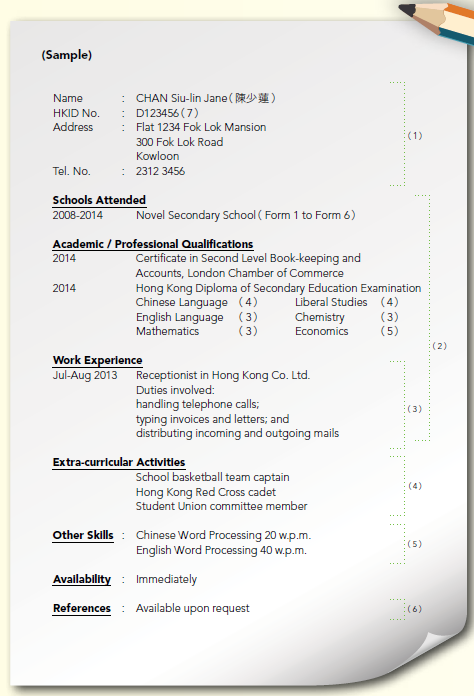 (Sample)
Name : CHAN Siu-lin Jane (陳少蓮)
HKID No. : D123456 (7)
Address : Flat 1234 Fok Lok Mansion
300 Fok Lok Road
(1)
Kowloon
Tel. No. : 2312 3456
Schools Attended
2008-2014 Novel Secondary School (Form 1 to Form 6)
Academic / Professional Qualifications
2014 Certificate in Second Level Book-keeping and
Accounts, London Chamber of Commerce
2014 Hong Kong Diploma of Secondary Education Examination
Chinese Language (4) Liberal Studies (4)
English Language (3) Chemistry (3)
Mathematics (3) Economics (5)
(2)
Work Experience
Jul-Aug 2013 Receptionist in Hong Kong Co. Ltd.
Duties involved:
handling telephone calls; (3)
typing invoices and letters; and
distributing incoming and outgoing mails
Extra-curricular Activities
School basketball team captain
Hong Kong Red Cross cadet (4)
Student Union committee member
Other Skills : Chinese Word Processing 20 w.p.m.
(5)
English Word Processing 40 w.p.m.
Availability : Immediately
References : Available upon request (6)